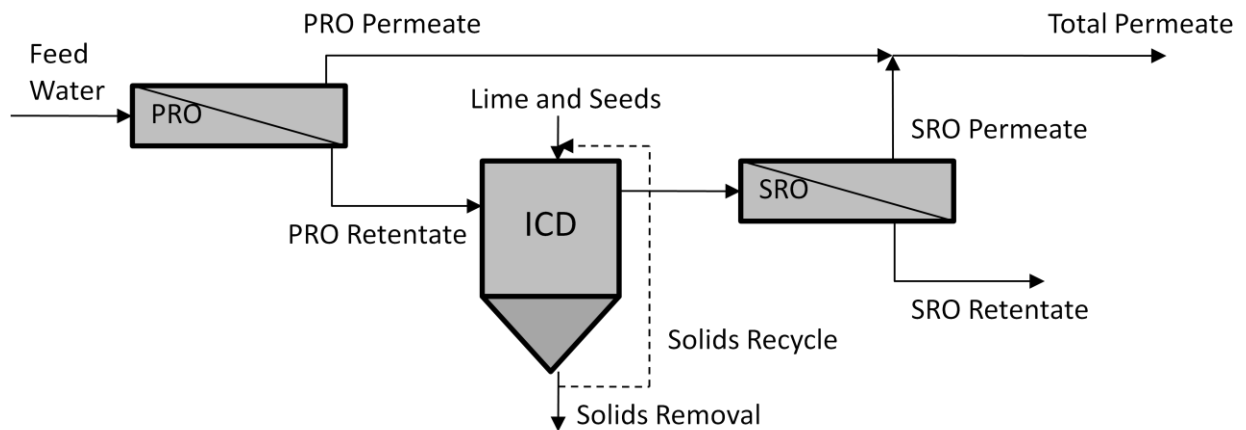 PRO Permeate
Total Permeate
Feed
Water
PRO
Lime and Seeds
SRO Permeate
SRO
PRO Retentate
ICD
SRO Retentate
Solids Recycle
Solids Removal